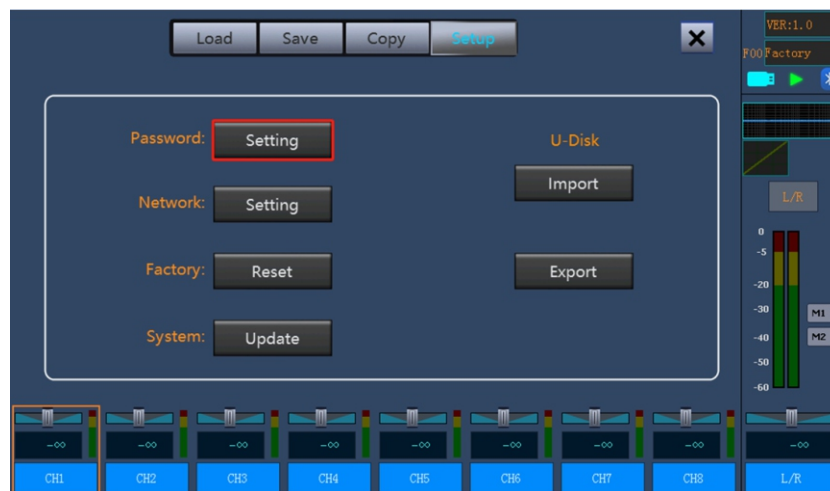 Load Save Copy Setup
VER:1.0
F00 Factory
Password: Setting
U-Disk
Import
Network: Setting
L/R
Factory: Reset
Export
System: Update
0
-5
-20
-30
-40
-50
-60
M1
M2
-∞ -∞ -∞ -∞ -∞ -∞ -∞ -∞ -∞
CH1 CH2 CH3 CH4 CH5 CH6 CH7 CH8 L/R